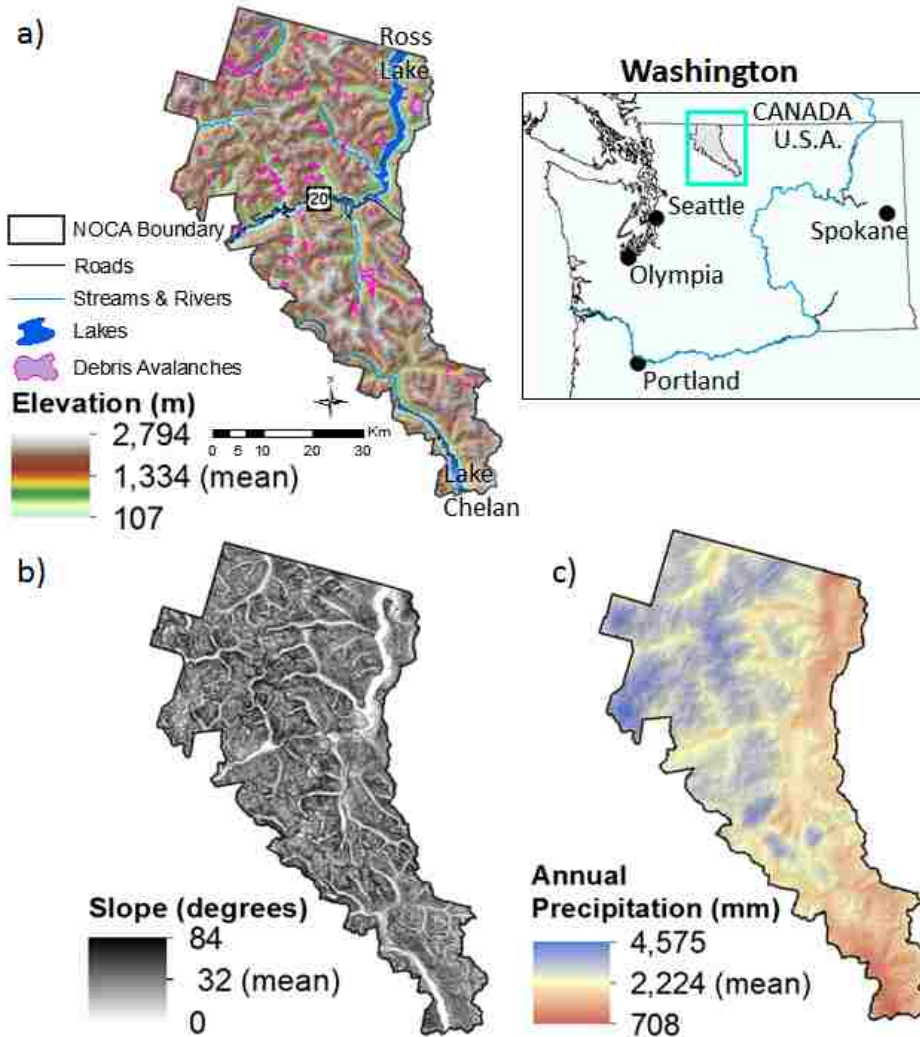 a)
Ross
Lake
20
NOCA Boundary
Roads
Streams & Rivers
Lakes
Debris Avalanches
Elevation (m)
2,794
1,334 (mean)
107
Km
0 5 10 20 30
Lake
Chelan
Washington
CANADA
U.S.A.
Seattle
Spokane
Olympia
Portland
b)
Slope (degrees)
84
32 (mean)
0
c)
Annual
Precipitation (mm)
4,575
2,224 (mean)
708